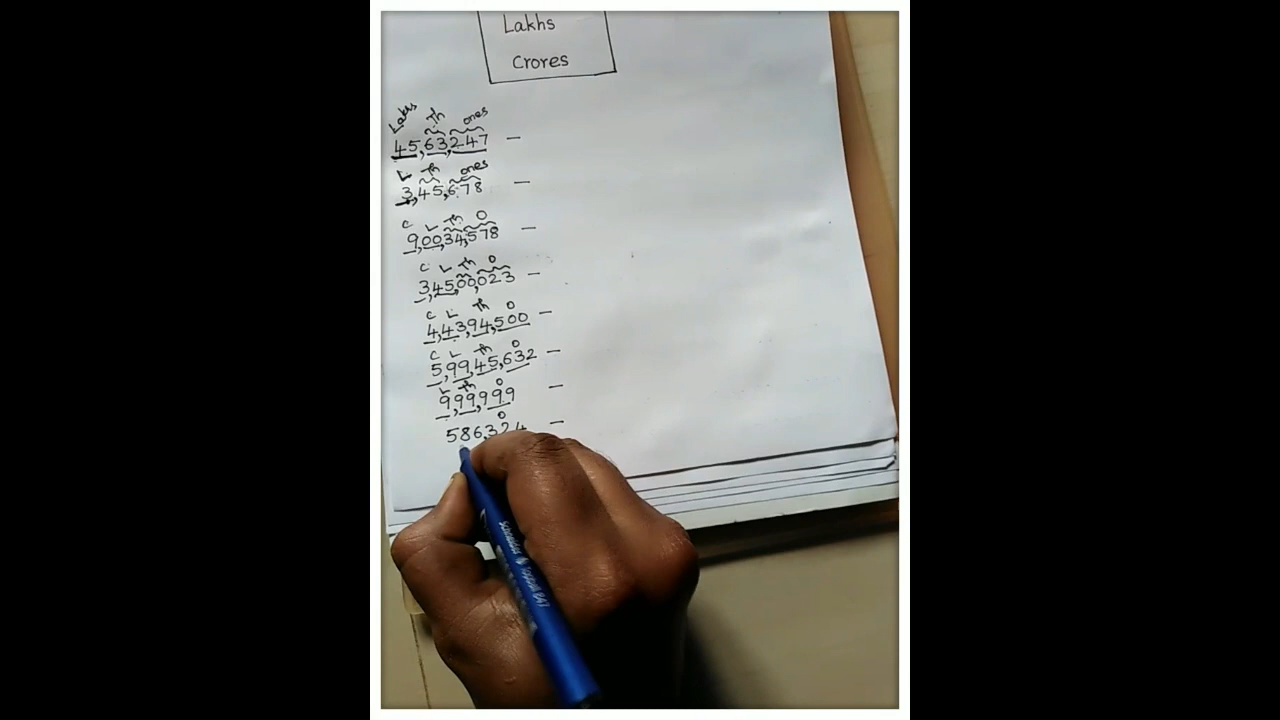 Lakhs
Crores
Lakhs Th ones
45,63,247 —
L Th ones
3,45,678 —
C L Th O
9,00,34,578 —
C L Th O
3,45,00,023 —
C L Th O
4,43,94,500 —
C L Th O
5,99,45,632 —
L Th O
9,99,999 —
O
586,324 —